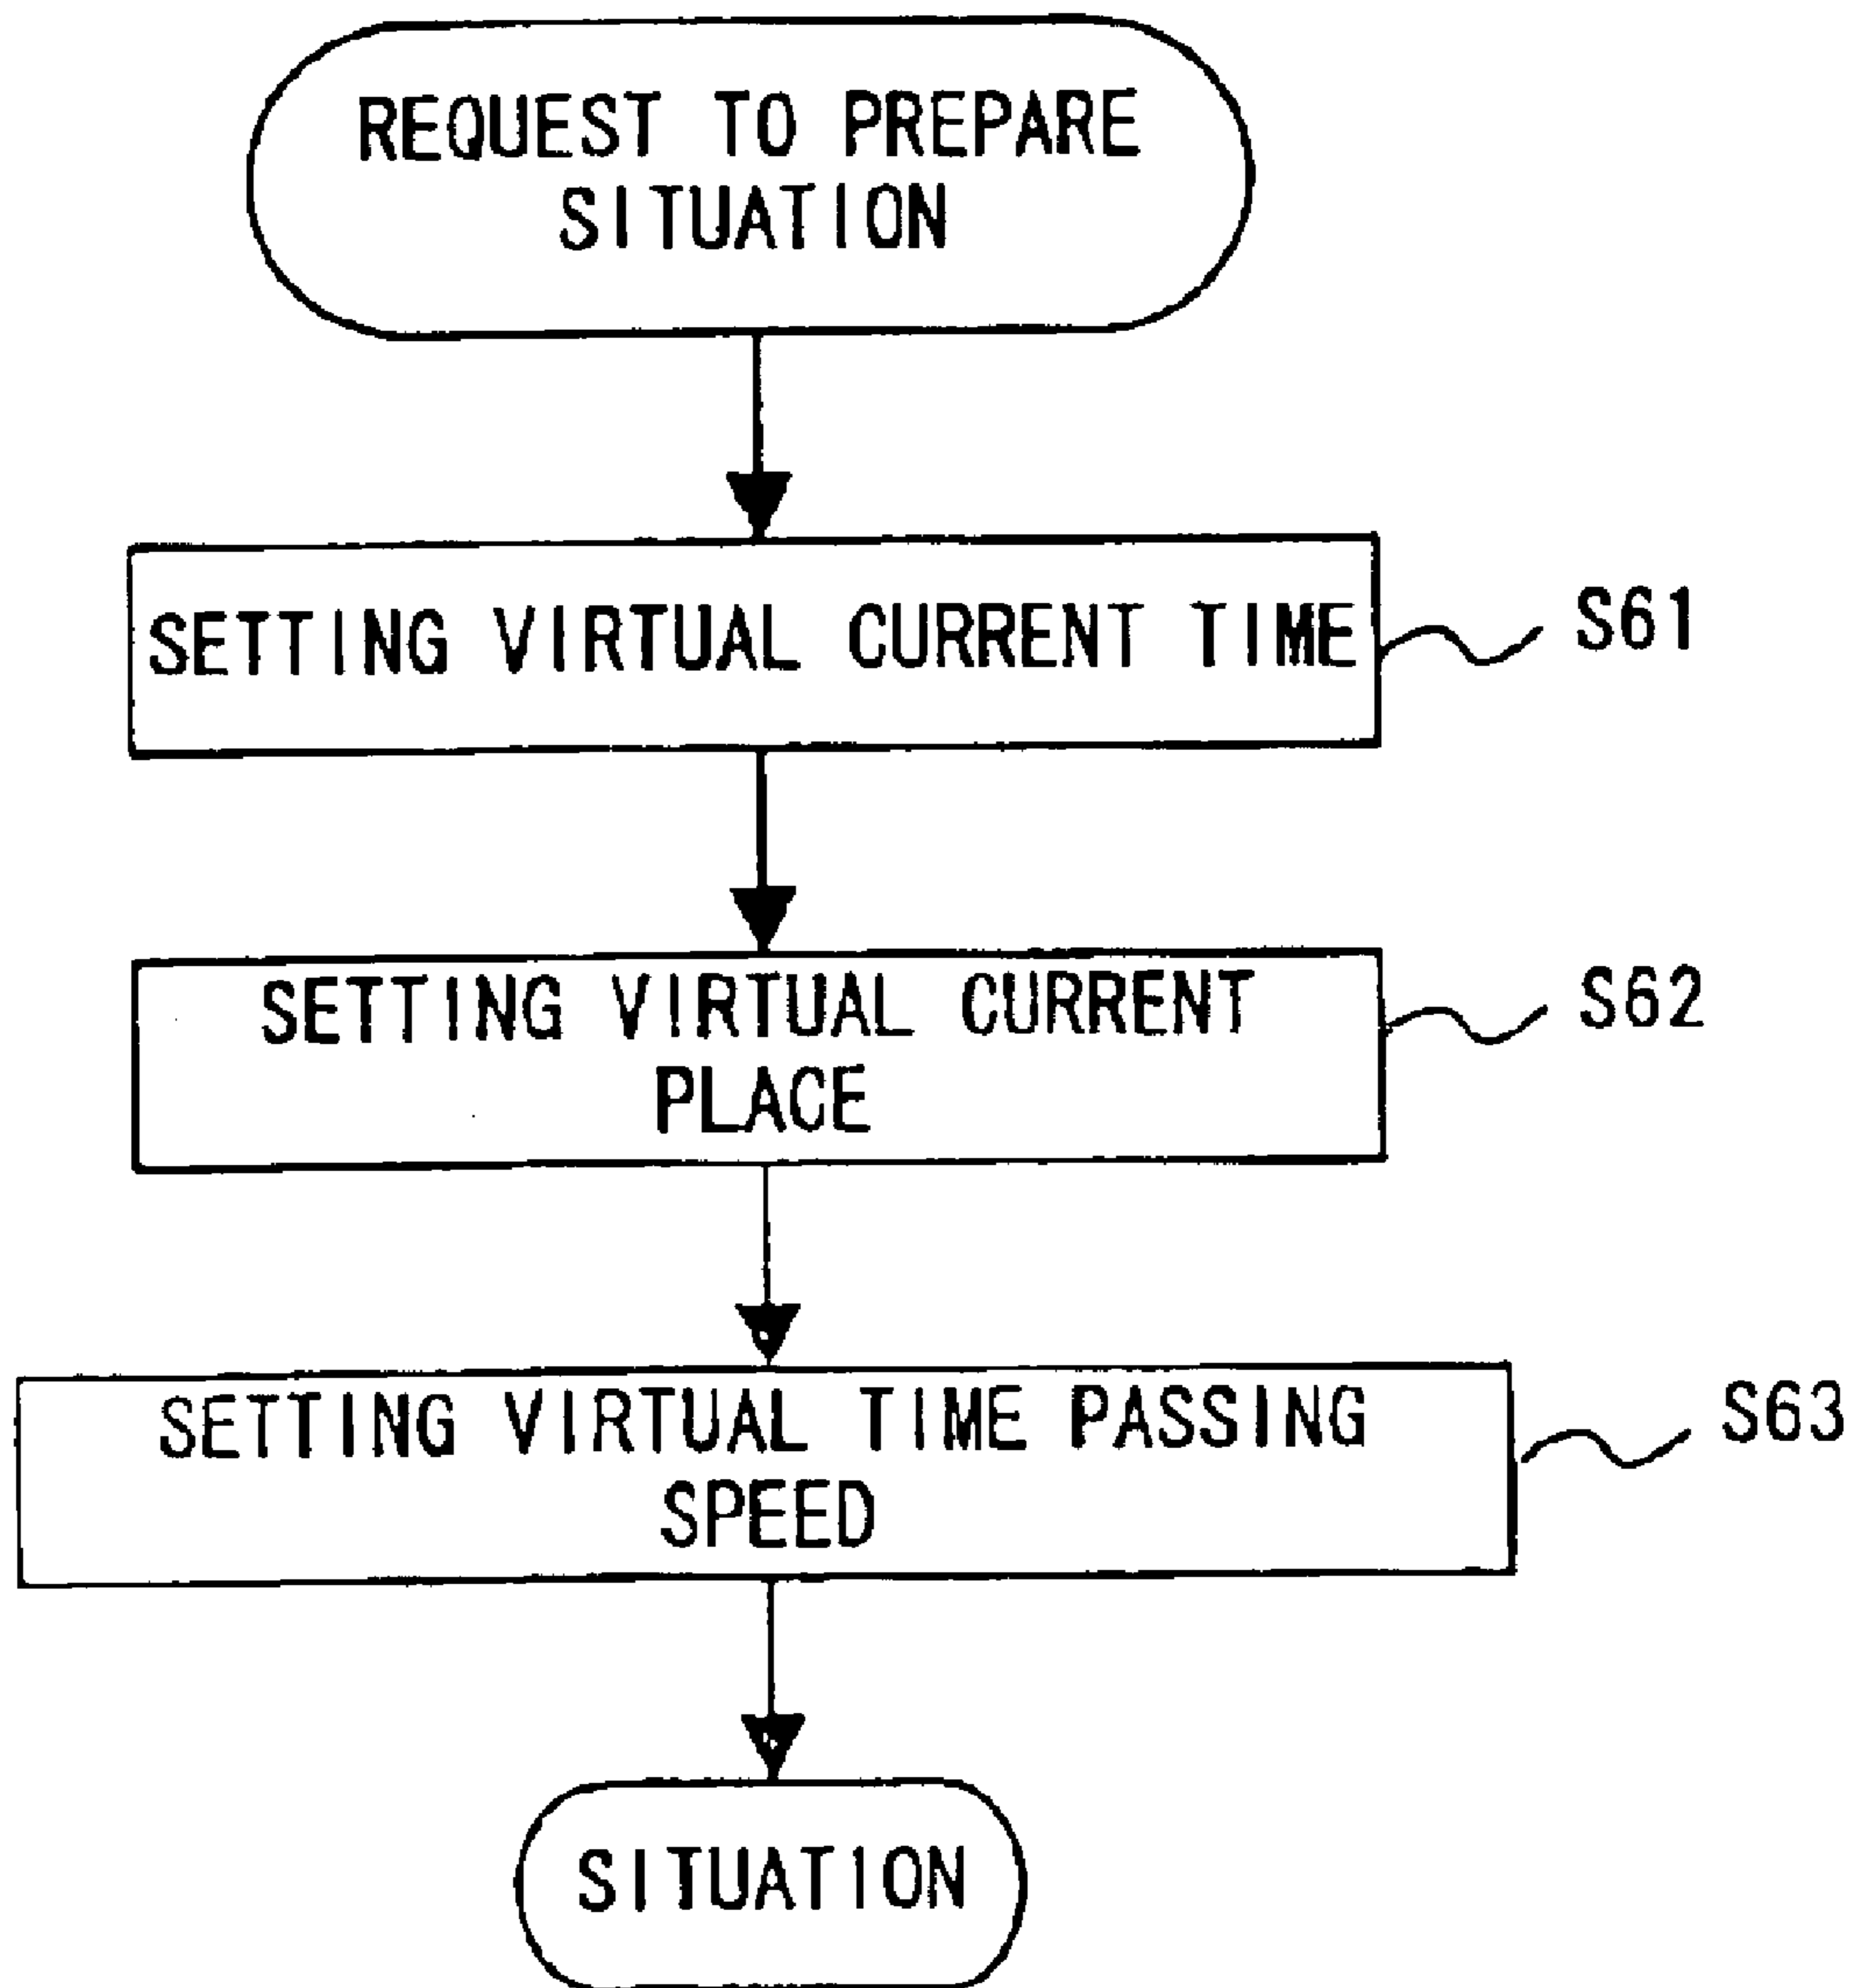 REQUEST TO PREPARE
SITUATION
SETTING VIRTUAL CURRENT TIME
S61
SETTING VIRTUAL CURRENT
PLACE
S62
SETTING VIRTUAL TIME PASSING
SPEED
S63
SITUATION